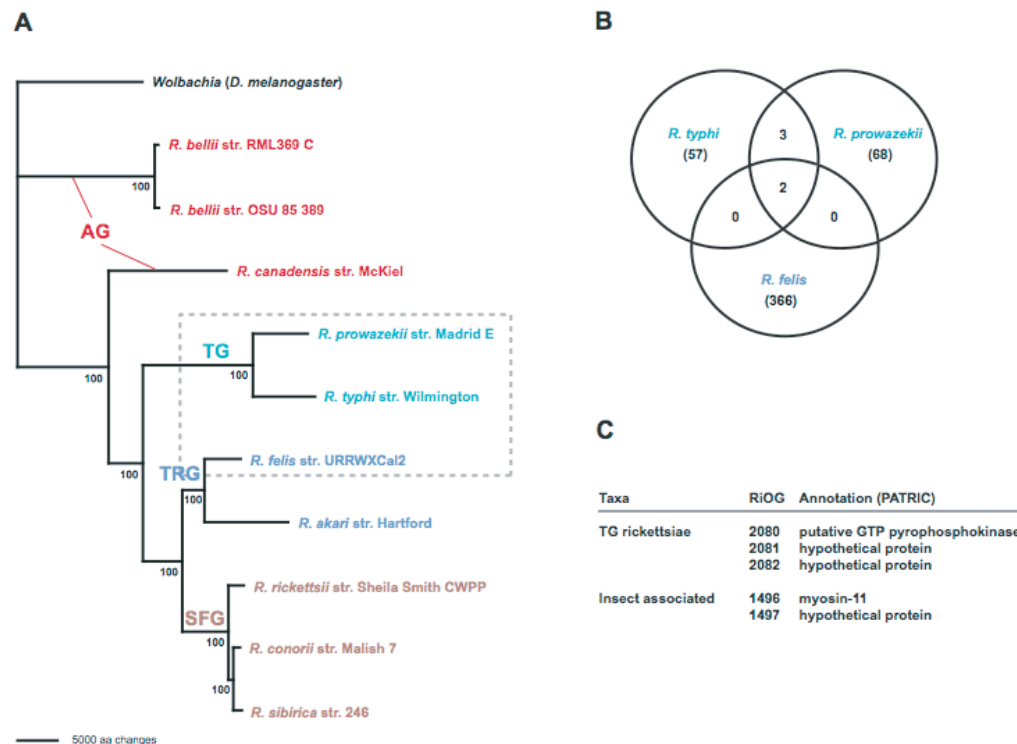 A
Wolbachia (D. melanogaster)
R. bellii str. RML369 C
100
R. bellii str. OSU 85 389
AG
R. canadensis str. McKiel
R. prowazekii str. Madrid E
TG
100
100
R. typhi str. Wilmington
R. felis str. URRWXCal2
TRG
100
100
R. akari str. Hartford
100
R. rickettsii str. Sheila Smith CWPP
SFG
100
R. conorii str. Malish 7
100
R. sibirica str. 246
5000 aa changes
B
R. typhi
(57)
3
R. prowazekii
(68)
2
0
0
R. felis
(366)
C
Taxa RiOG Annotation (PATRIC)
TG rickettsiae 2080 putative GTP pyrophosphokinase
2081 hypothetical protein
2082 hypothetical protein
Insect associated 1496 myosin-11
1497 hypothetical protein